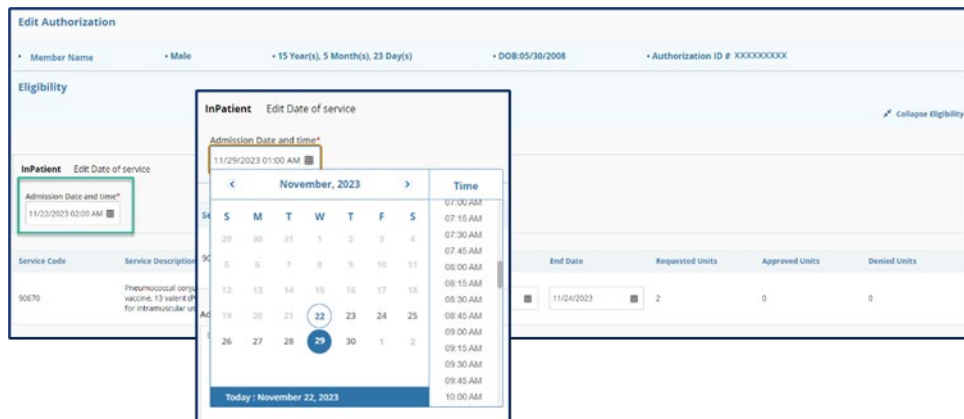 Edit Authorization
• Member Name • Male • 15 Year(s), 5 Month(s), 23 Day(s) • DOB:05/30/2008 • Authorization ID # XXXXXXXXX
Eligibility
Collapse Eligibility
InPatient Edit Date of service
Admission Date and time*
11/22/2023 02:00 AM
Service Code Service Description End Date Requested Units Approved Units Denied Units
90670 Pneumococcal conju
vaccine, 13 valent (P
for intramuscular us
11/24/2023 2 0 0
InPatient Edit Date of service
Admission Date and time*
11/29/2023 01:00 AM
< November, 2023 > Time
S M T W T F S
29 30 31 1 2 3 4
5 6 7 8 9 10 11
12 13 14 15 16 17 18
19 20 21 22 23 24 25
26 27 28 29 30 1 2
Today : November 22, 2023
07:00 AM
07:15 AM
07:30 AM
07:45 AM
08:00 AM
08:15 AM
08:30 AM
08:45 AM
09:00 AM
09:15 AM
09:30 AM
09:45 AM
10:00 AM